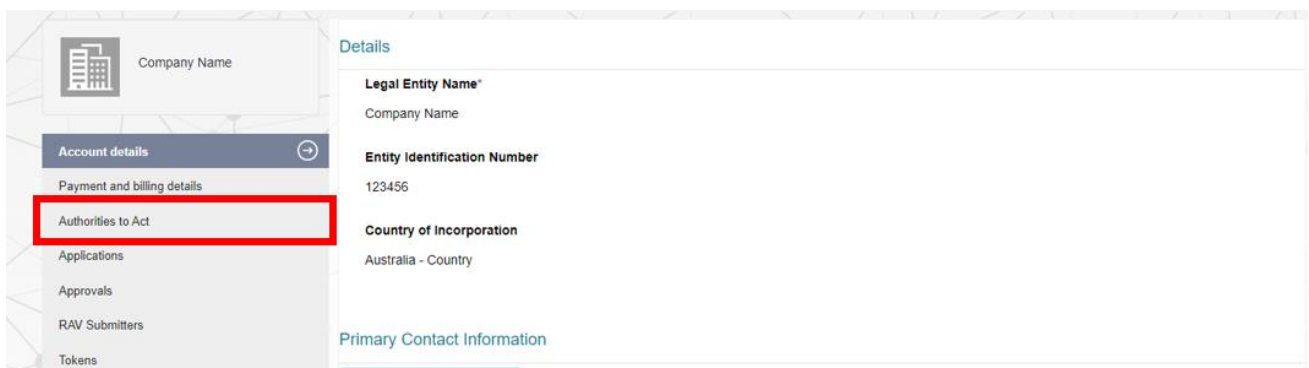 Company Name
Account details
Payment and billing details
Authorities to Act
Applications
Approvals
RAV Submitters
Tokens
Details
Legal Entity Name*
Company Name
Entity Identification Number
123456
Country of Incorporation
Australia - Country
Primary Contact Information